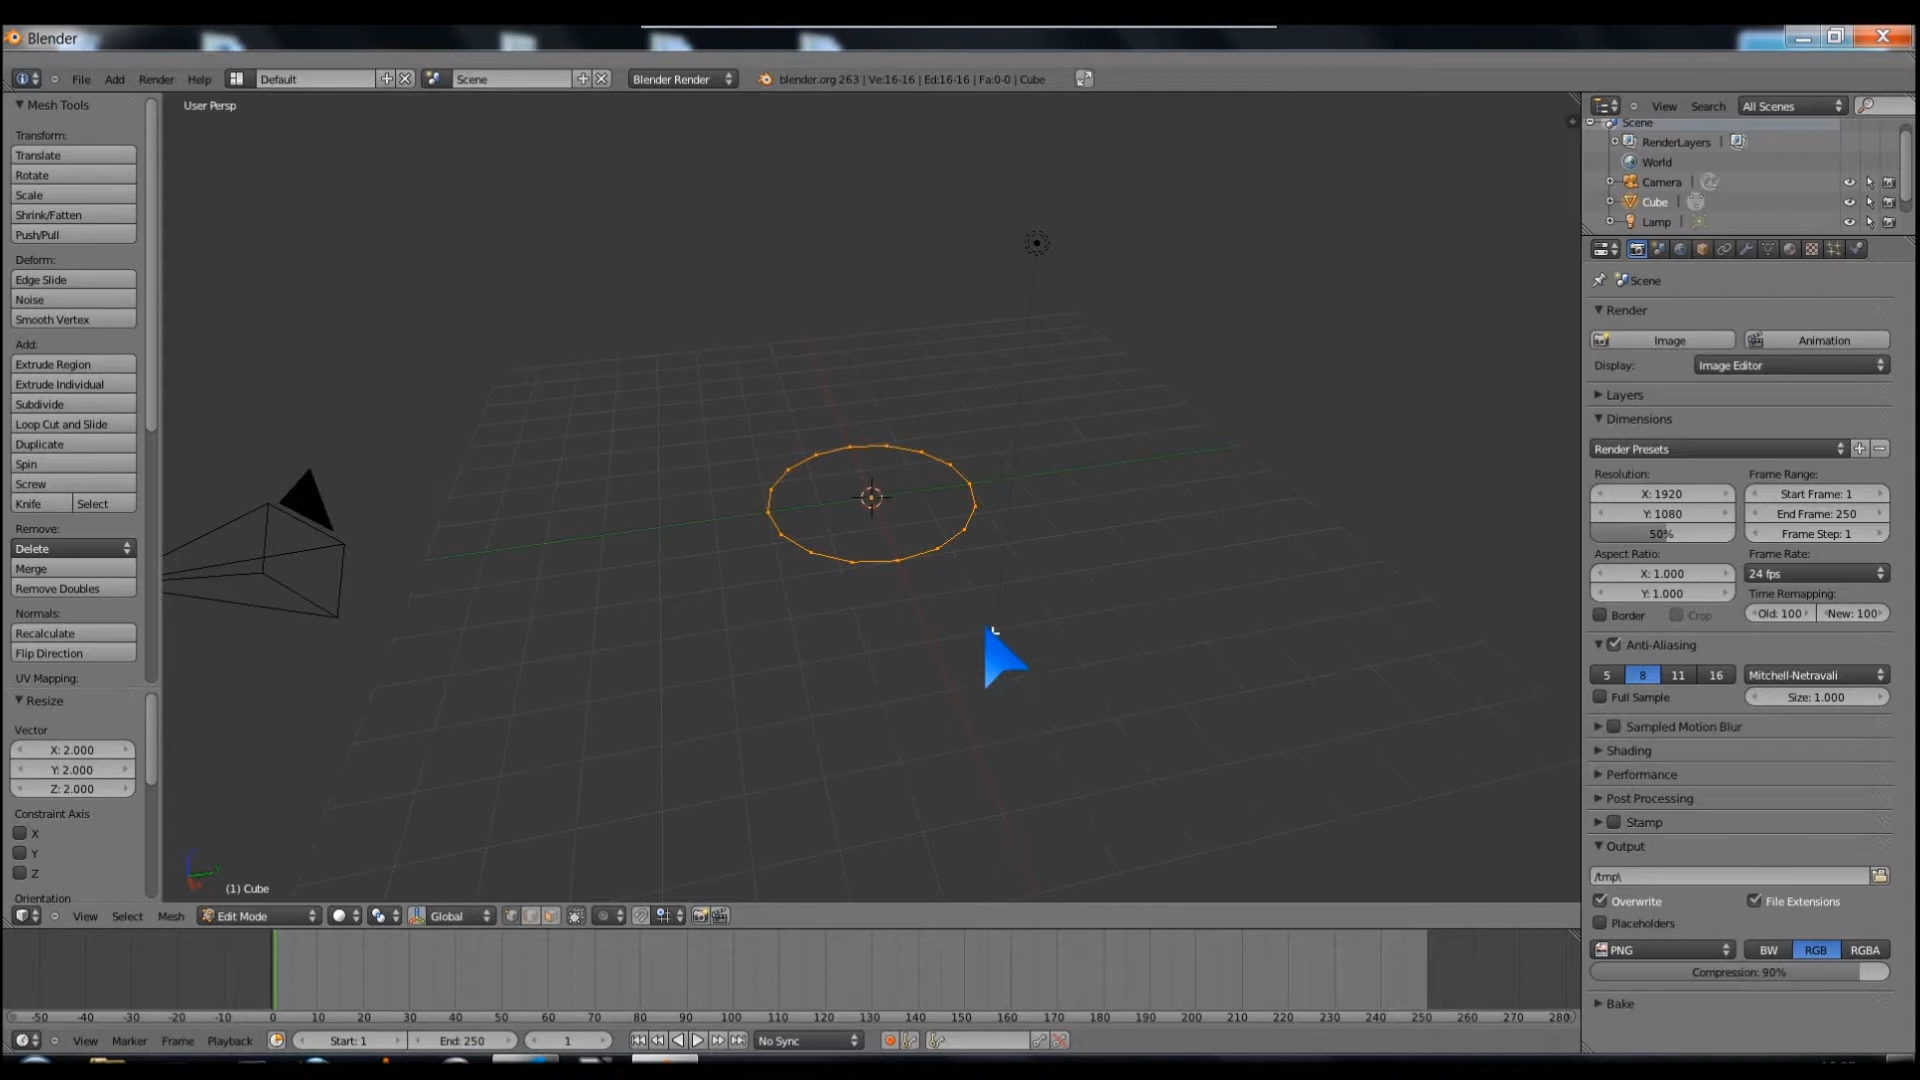 Blender
File Add Render Help Default Scene Blender Render blender.org 263 | Ve:16-16 | Ed:16-16 | Fa:0-0 | Cube
Mesh Tools
Transform:
Translate
Rotate
Scale
Shrink/Fatten
Push/Pull
Deform:
Edge Slide
Noise
Smooth Vertex
Add:
Extrude Region
Extrude Individual
Subdivide
Loop Cut and Slide
Duplicate
Spin
Screw
Knife Select
Remove:
Delete
Merge
Remove Doubles
Normals:
Recalculate
Flip Direction
UV Mapping:
Resize
Vector
X: 2.000
Y: 2.000
Z: 2.000
Constraint Axis
X
Y
Z
Orientation
User Persp
(1) Cube
View Select Mesh Edit Mode Global
-50 -40 -30 -20 -10 0 10 20 30 40 50 60 70 80 90 100 110 120 130 140 150 160 170 180 190 200 210 220 230 240 250 260 270 280
View Marker Frame Playback Start: 1 End: 250 1 No Sync
View Search All Scenes
Scene
RenderLayers |
World
Camera |
Cube |
Lamp |
Scene
Render
Image Animation
Display: Image Editor
Layers
Dimensions
Render Presets
Resolution: Frame Range:
X: 1920 Start Frame: 1
Y: 1080 End Frame: 250
50% Frame Step: 1
Aspect Ratio: Frame Rate:
X: 1.000 24 fps
Y: 1.000 Time Remapping:
Border Crop Old: 100 New: 100
Anti-Aliasing
5 8 11 16 Mitchell-Netravali
Full Sample Size: 1.000
Sampled Motion Blur
Shading
Performance
Post Processing
Stamp
Output
/tmp\
Overwrite File Extensions
Placeholders
PNG BW RGB RGBA
Compression: 90%
Bake